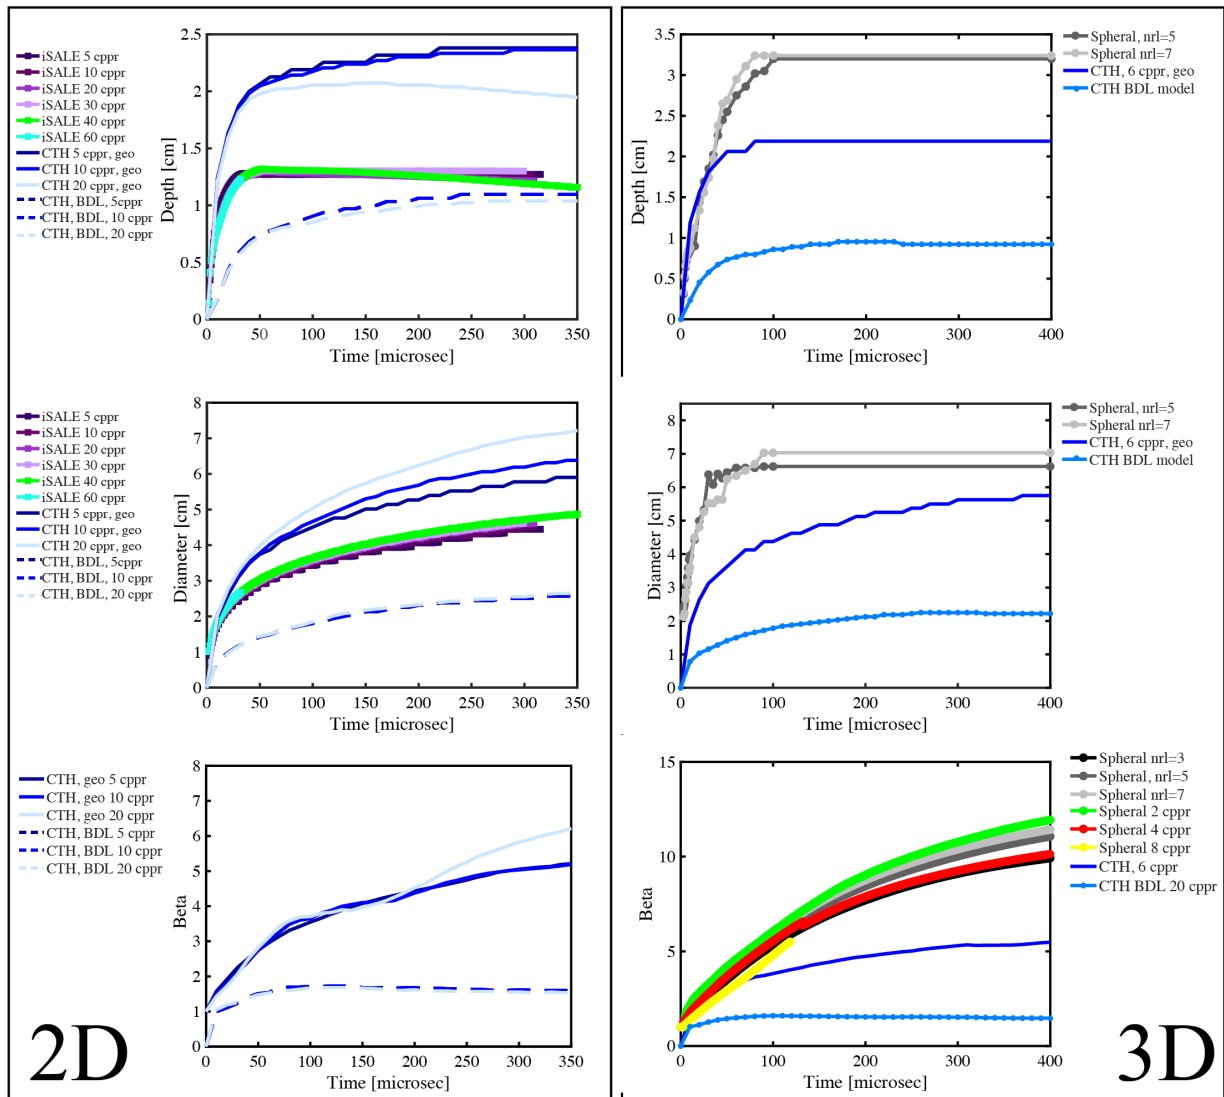 iSALE 5 cppr
iSALE 10 cppr
iSALE 20 cppr
iSALE 30 cppr
iSALE 40 cppr
iSALE 60 cppr
CTH 5 cppr, geo
CTH 10 cppr, geo
CTH 20 cppr, geo
CTH, BDL, 5cppr
CTH, BDL, 10 cppr
CTH, BDL, 20 cppr
Depth [cm]
2.5
2
1.5
1
0.5
0
0 50 100 150 200 250 300 350
Time [microsec]
Depth [cm]
3.5
3
2.5
2
1.5
1
0.5
0
0 100 200 300 400
Time [microsec]
Spheral, nrl=5
Spheral nrl=7
CTH, 6 cppr, geo
CTH BDL model
iSALE 5 cppr
iSALE 10 cppr
iSALE 20 cppr
iSALE 30 cppr
iSALE 40 cppr
iSALE 60 cppr
CTH 5 cppr, geo
CTH 10 cppr, geo
CTH 20 cppr, geo
CTH, BDL, 5cppr
CTH, BDL, 10 cppr
CTH, BDL, 20 cppr
Diameter [cm]
8
7
6
5
4
3
2
1
0
0 50 100 150 200 250 300 350
Time [microsec]
Diameter [cm]
8
7
6
5
4
3
2
1
0
0 100 200 300 400
Time [microsec]
Spheral, nrl=5
Spheral nrl=7
CTH, 6 cppr, geo
CTH BDL model
CTH, geo 5 cppr
CTH, geo 10 cppr
CTH, geo 20 cppr
CTH, BDL 5 cppr
CTH, BDL 10 cppr
CTH, BDL 20 cppr
Beta
8
7
6
5
4
3
2
1
0
0 50 100 150 200 250 300 350
Time [microsec]
2D
Beta
15
10
5
0
0 100 200 300 400
Time [microsec]
Spheral nrl=3
Spheral, nrl=5
Spheral nrl=7
Spheral 2 cppr
Spheral 4 cppr
Spheral 8 cppr
CTH, 6 cppr
CTH BDL 20 cppr
3D